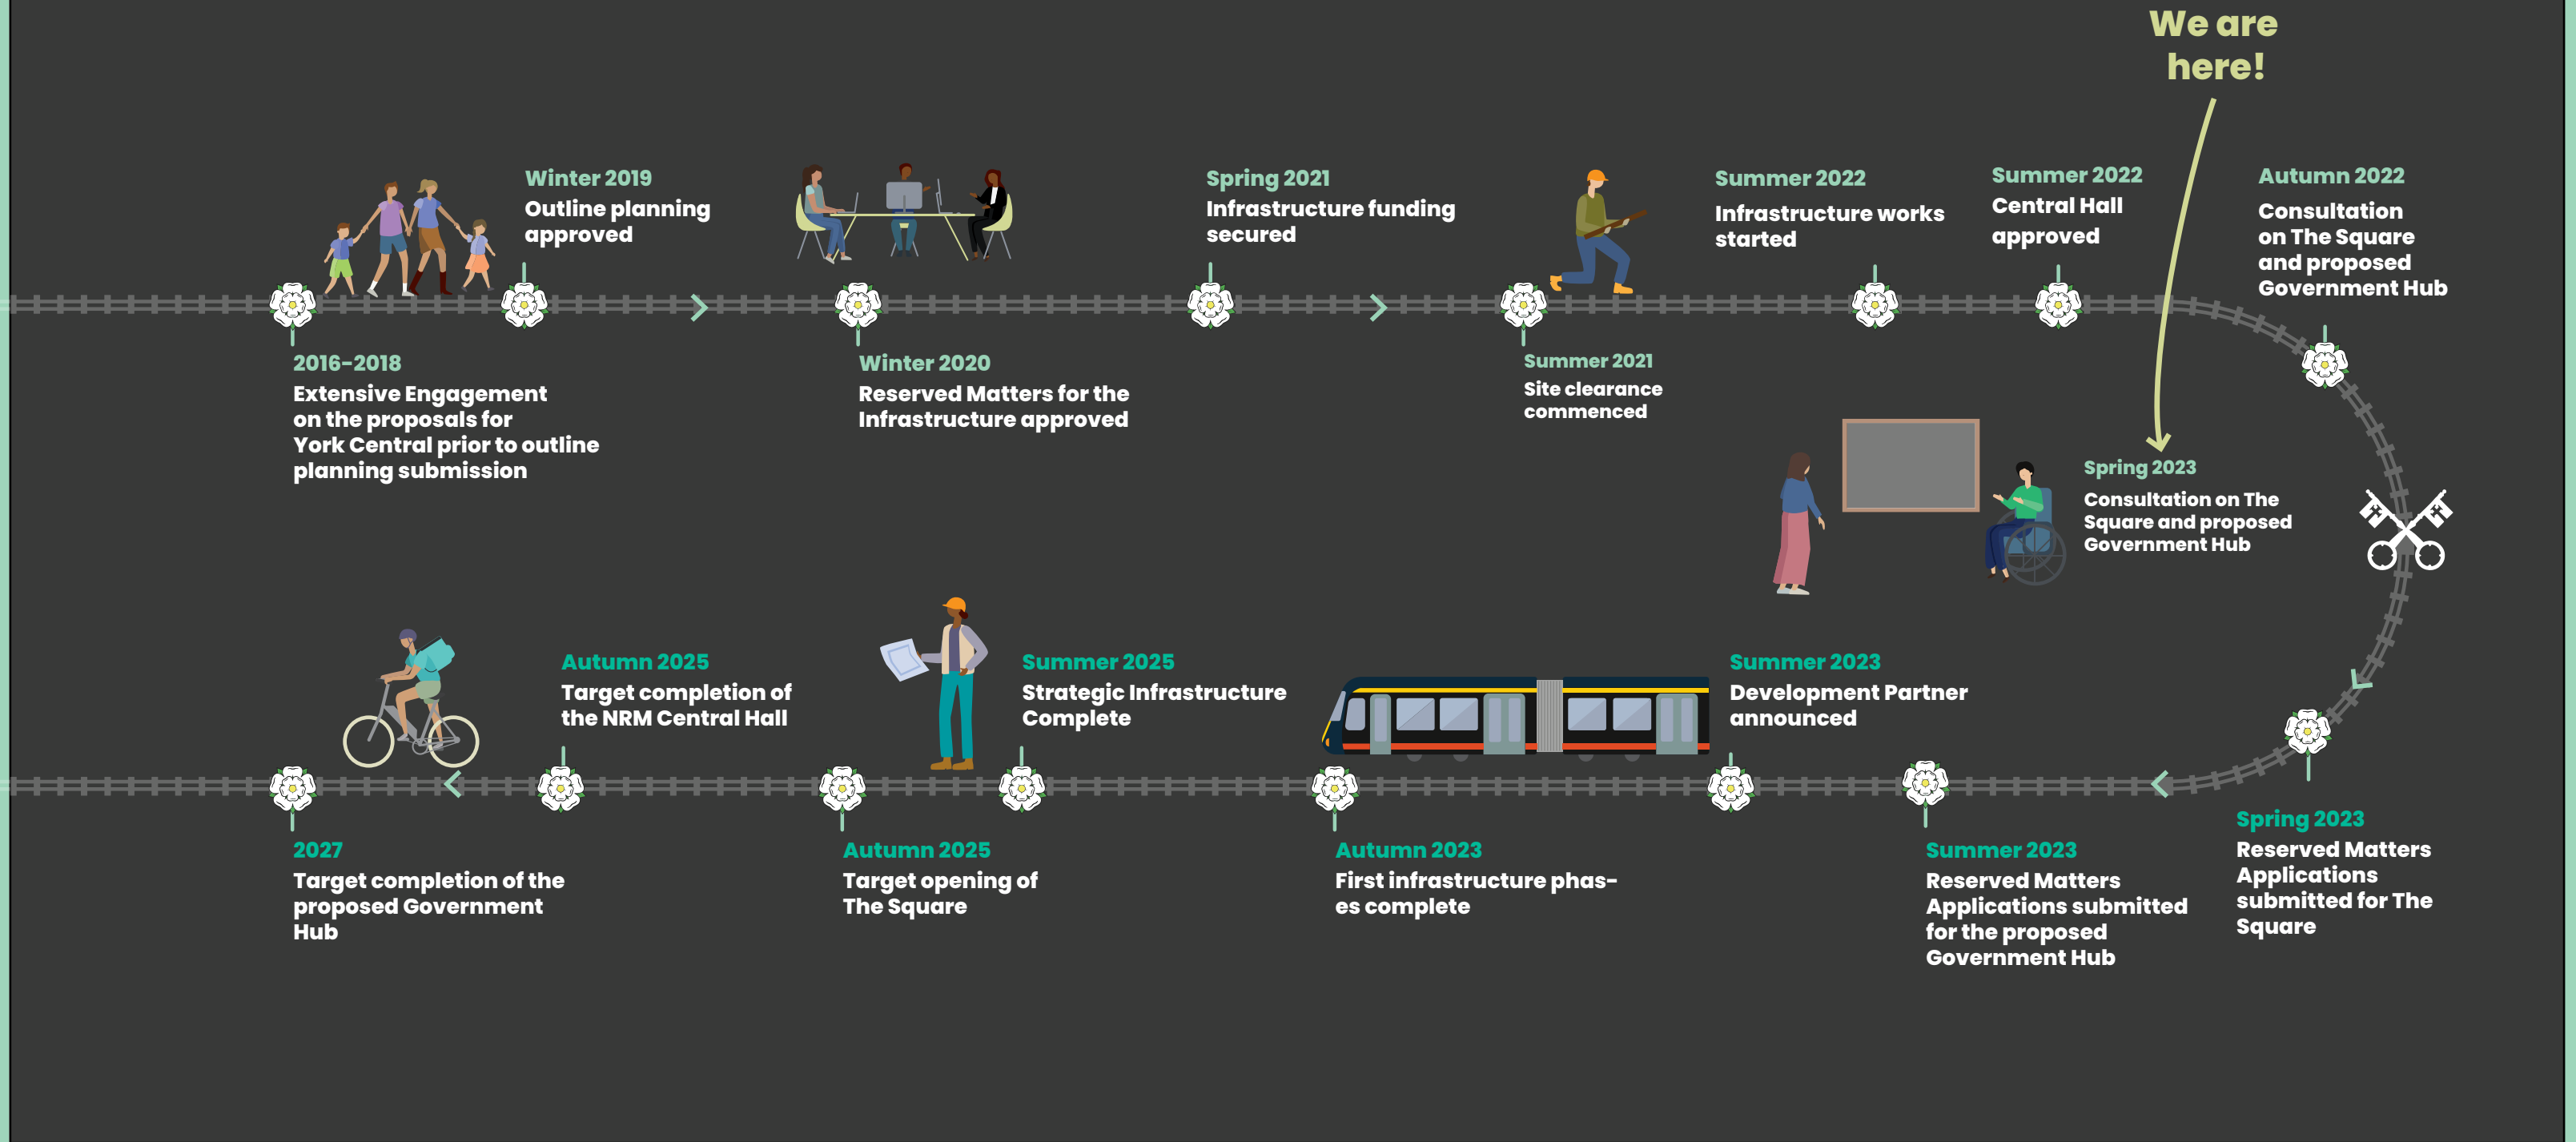 We are
here!
2016-2018
Extensive Engagement
on the proposals for
York Central prior to outline
planning submission
Winter 2019
Outline planning
approved
Winter 2020
Reserved Matters for the
Infrastructure approved
Spring 2021
Infrastructure funding
secured
Summer 2021
Site clearance
commenced
Summer 2022
Infrastructure works
started
Summer 2022
Central Hall
approved
Autumn 2022
Consultation
on The Square
and proposed
Government Hub
Spring 2023
Consultation on The
Square and proposed
Government Hub
Spring 2023
Reserved Matters
Applications
submitted for The
Square
Summer 2023
Reserved Matters
Applications submitted
for the proposed
Government Hub
Summer 2023
Development Partner
announced
Autumn 2023
First infrastructure phas-
es complete
Summer 2025
Strategic Infrastructure
Complete
Autumn 2025
Target opening of
The Square
Autumn 2025
Target completion of
the NRM Central Hall
2027
Target completion of the
proposed Government
Hub